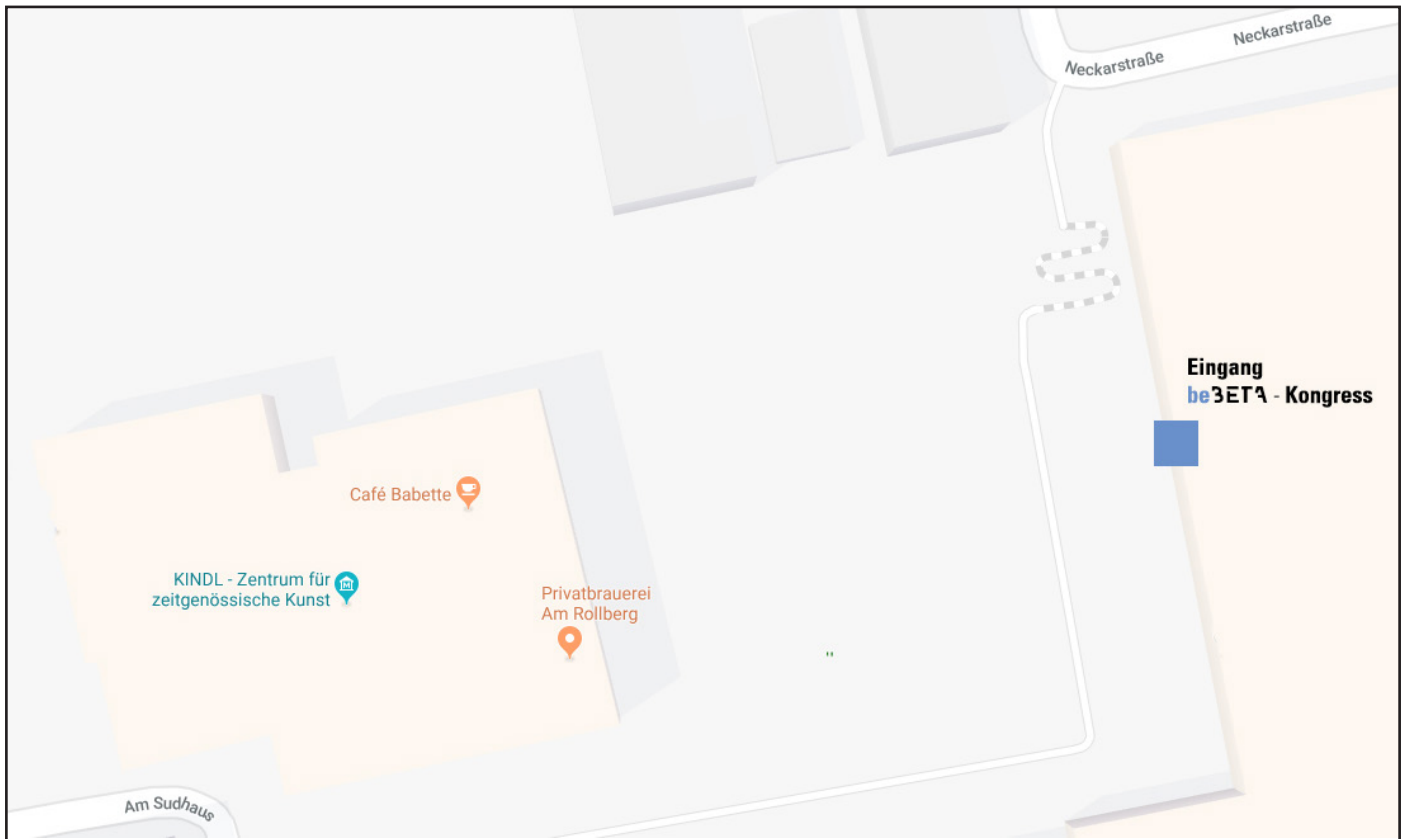 Neckarstraße
Neckarstraße
Eingang
beBETA - Kongress
Café Babette
KINDL - Zentrum für
zeitgenössische Kunst
Privatbrauerei
Am Rollberg
"
Am Sudhaus